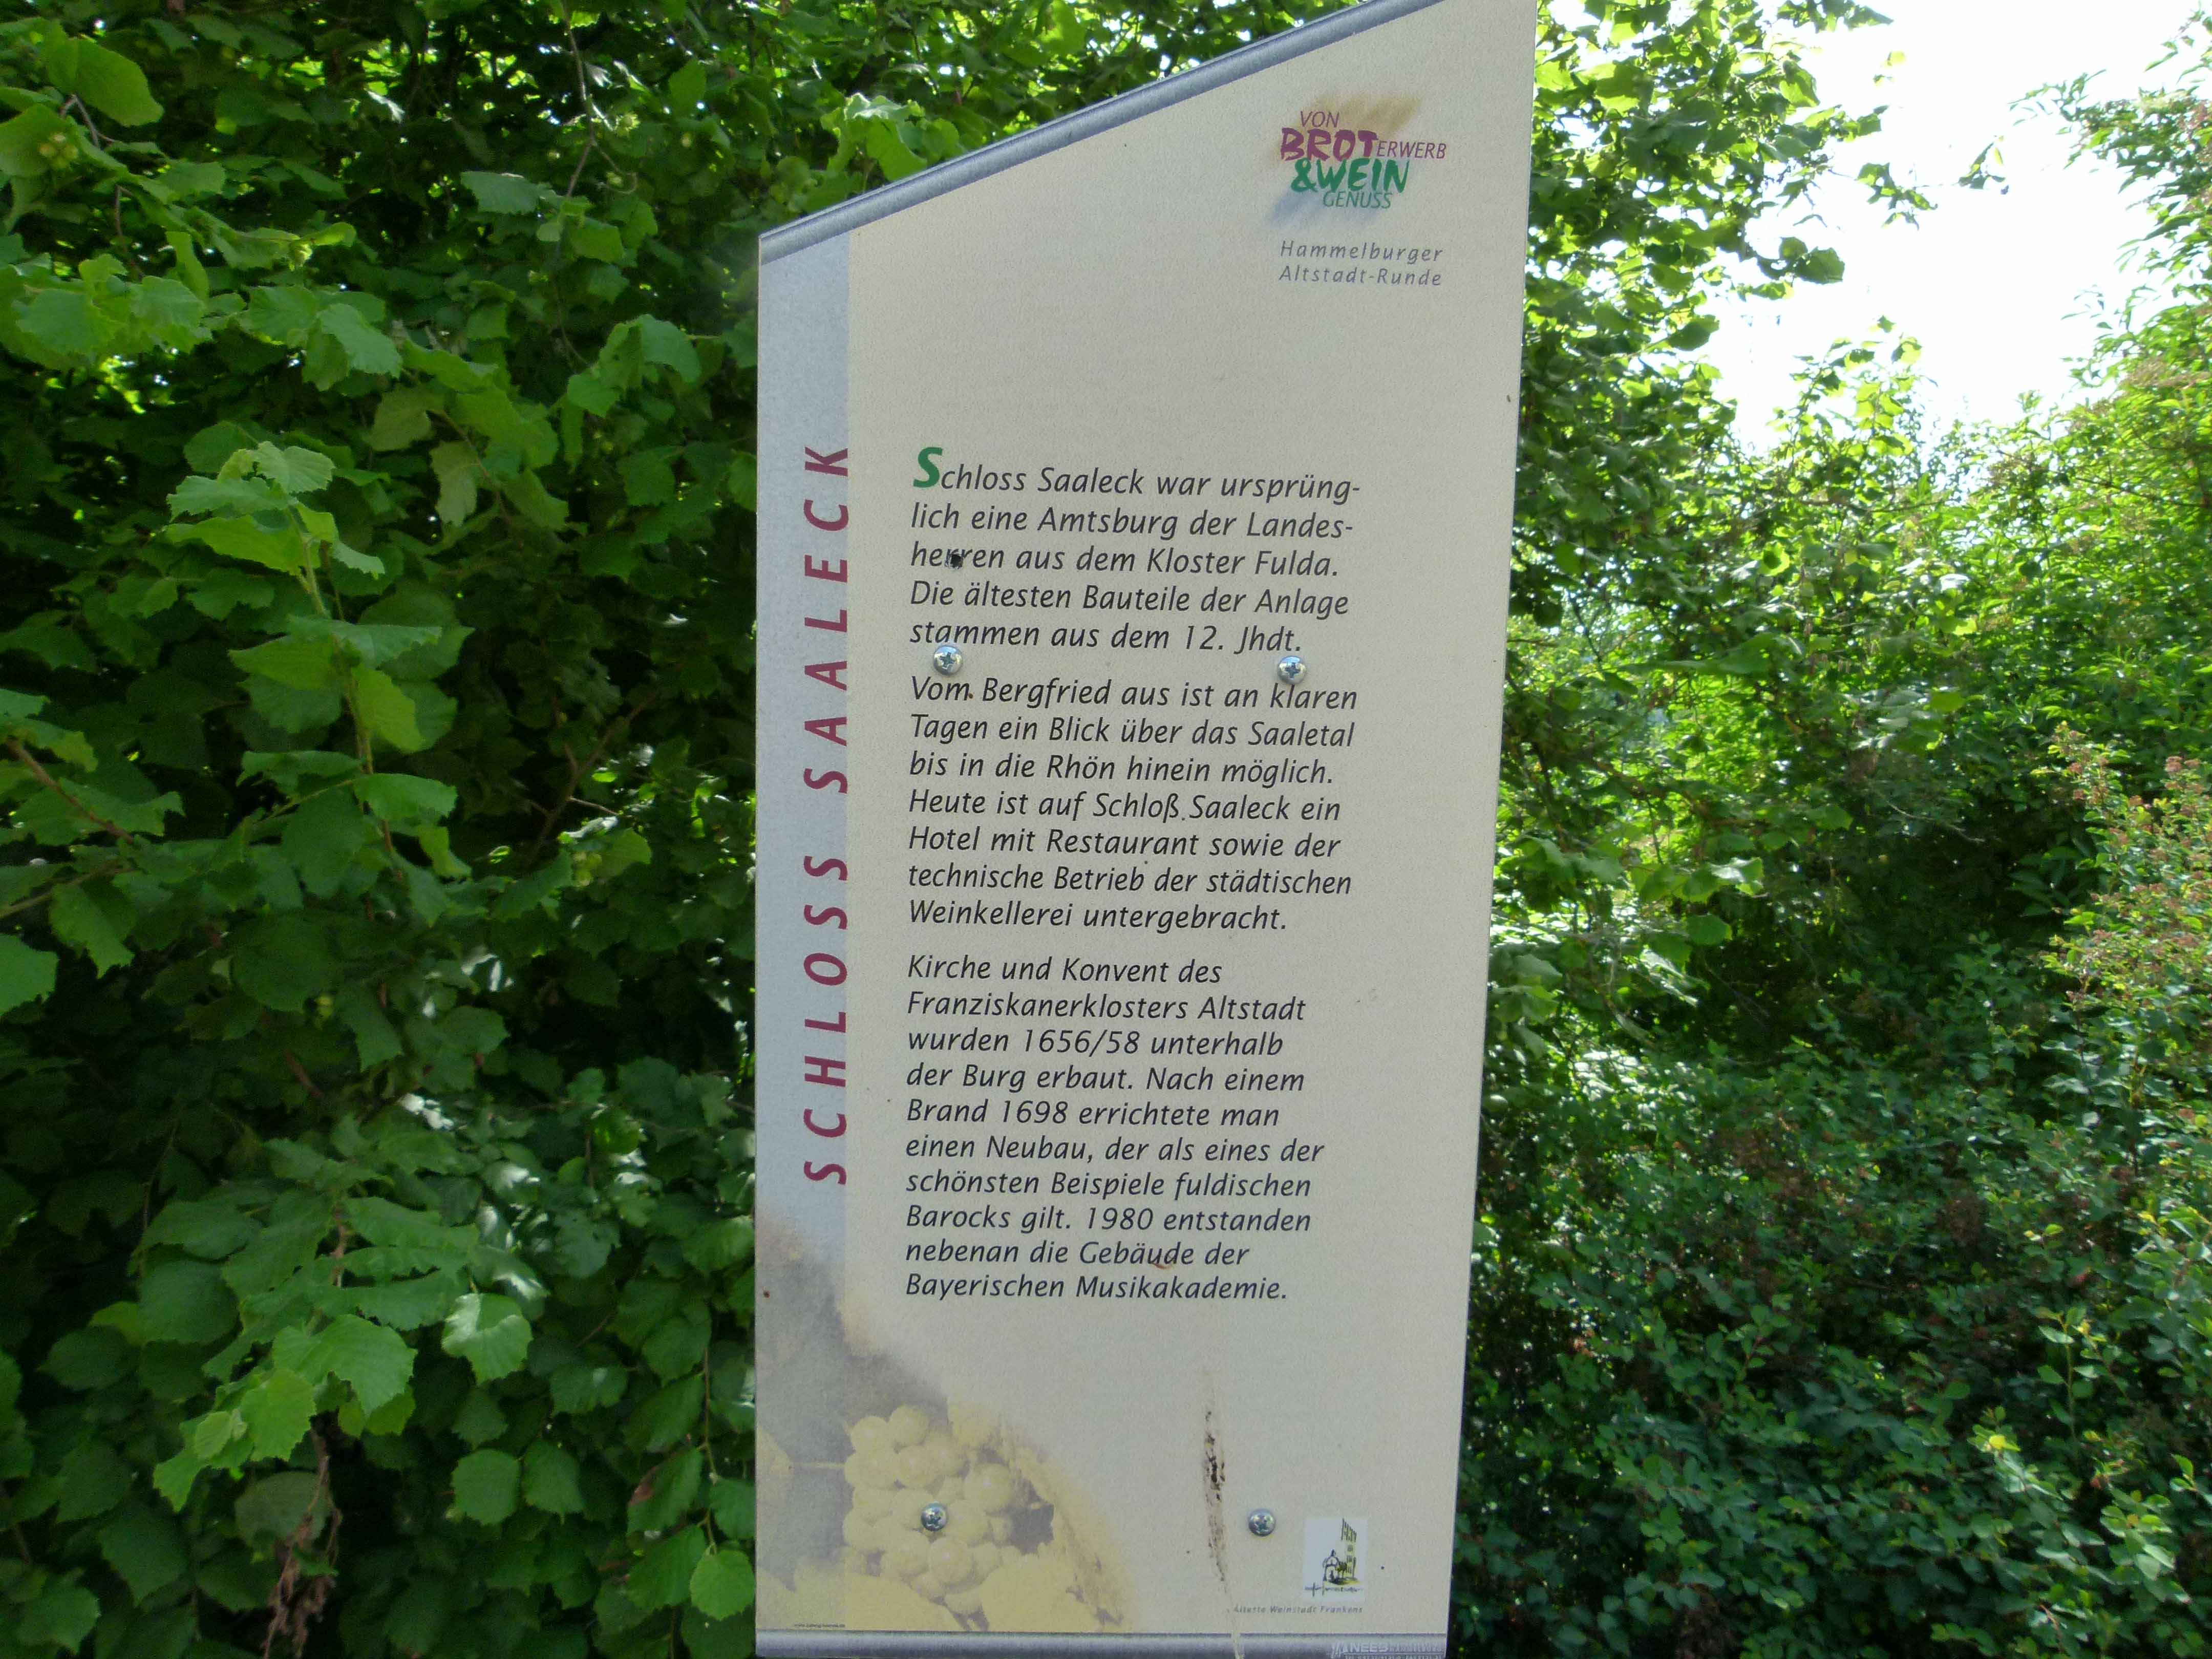 VON
BROTERWERB
&WEIN
GENUSS
Hammelburger
Altstadt-Runde
SCHLOSS SAALECK
Schloss Saaleck war ursprüng-
lich eine Amtsburg der Landes-
herren aus dem Kloster Fulda.
Die ältesten Bauteile der Anlage
stammen aus dem 12. Jhdt.
Vom Bergfried aus ist an klaren
Tagen ein Blick über das Saaletal
bis in die Rhön hinein möglich.
Heute ist auf Schloß Saaleck ein
Hotel mit Restaurant sowie der
technische Betrieb der städtischen
Weinkellerei untergebracht.
Kirche und Konvent des
Franziskanerklosters Altstadt
wurden 1656/58 unterhalb
der Burg erbaut. Nach einem
Brand 1698 errichtete man
einen Neubau, der als eines der
schönsten Beispiele fuldischen
Barocks gilt. 1980 entstanden
nebenan die Gebäude der
Bayerischen Musikakademie.
Älteste Weinstadt Frankens
NEEB